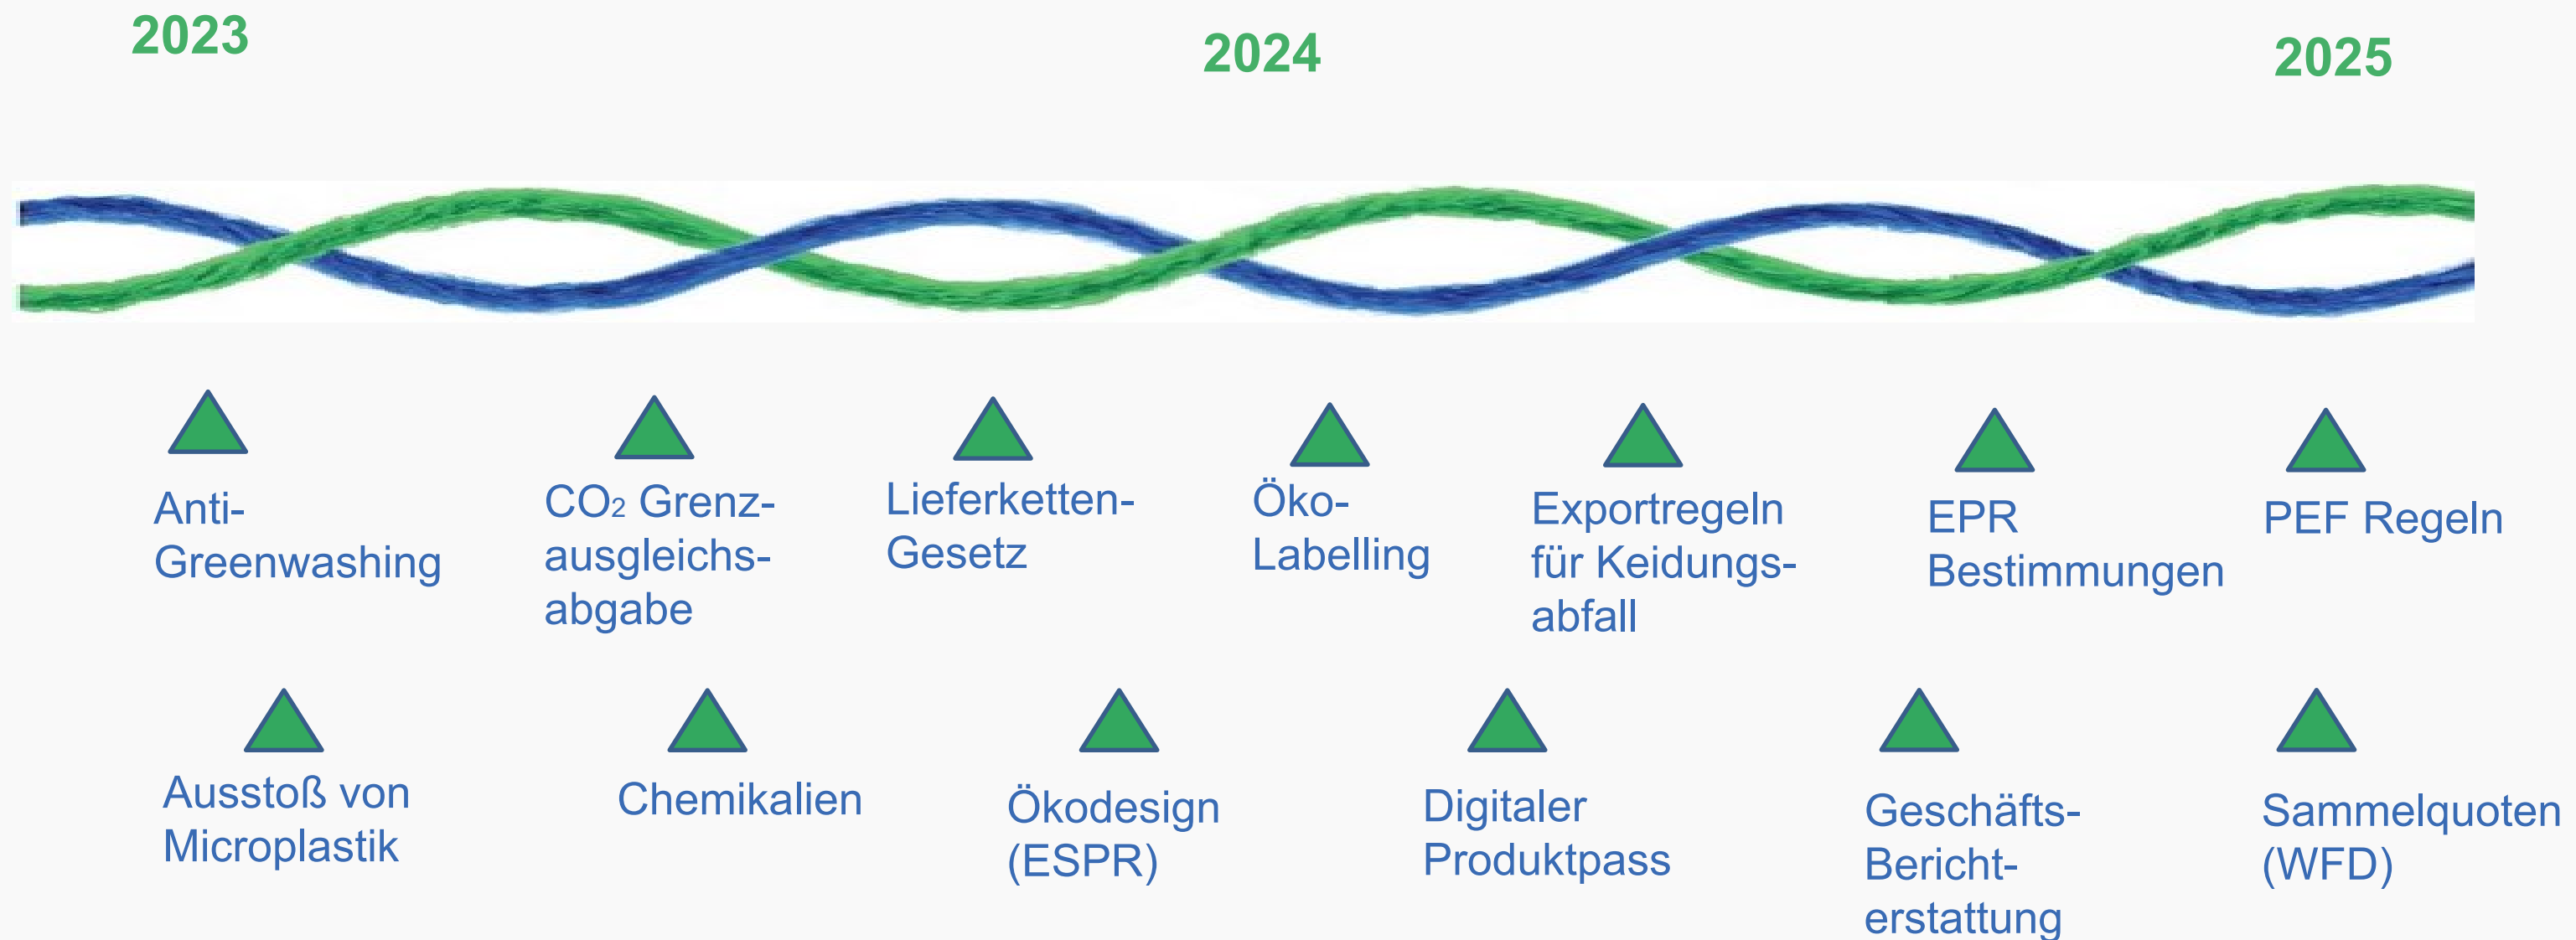 2023
2024
2025
Anti-
Greenwashing
CO₂ Grenz-
ausgleichs-
abgabe
Lieferketten-
Gesetz
Öko-
Labelling
Exportregeln
für Keidungs-
abfall
EPR
Bestimmungen
PEF Regeln
Ausstoß von
Microplastik
Chemikalien
Ökodesign
(ESPR)
Digitaler
Produktpass
Geschäfts-
Bericht-
erstattung
Sammelquoten
(WFD)